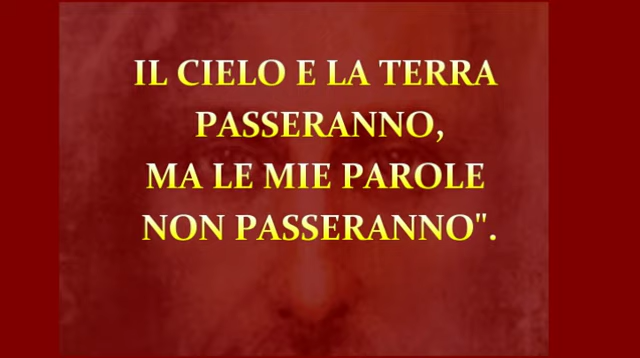 IL CIELO E LA TERRA
PASSERANNO,
MA LE MIE PAROLE
NON PASSERANNO".